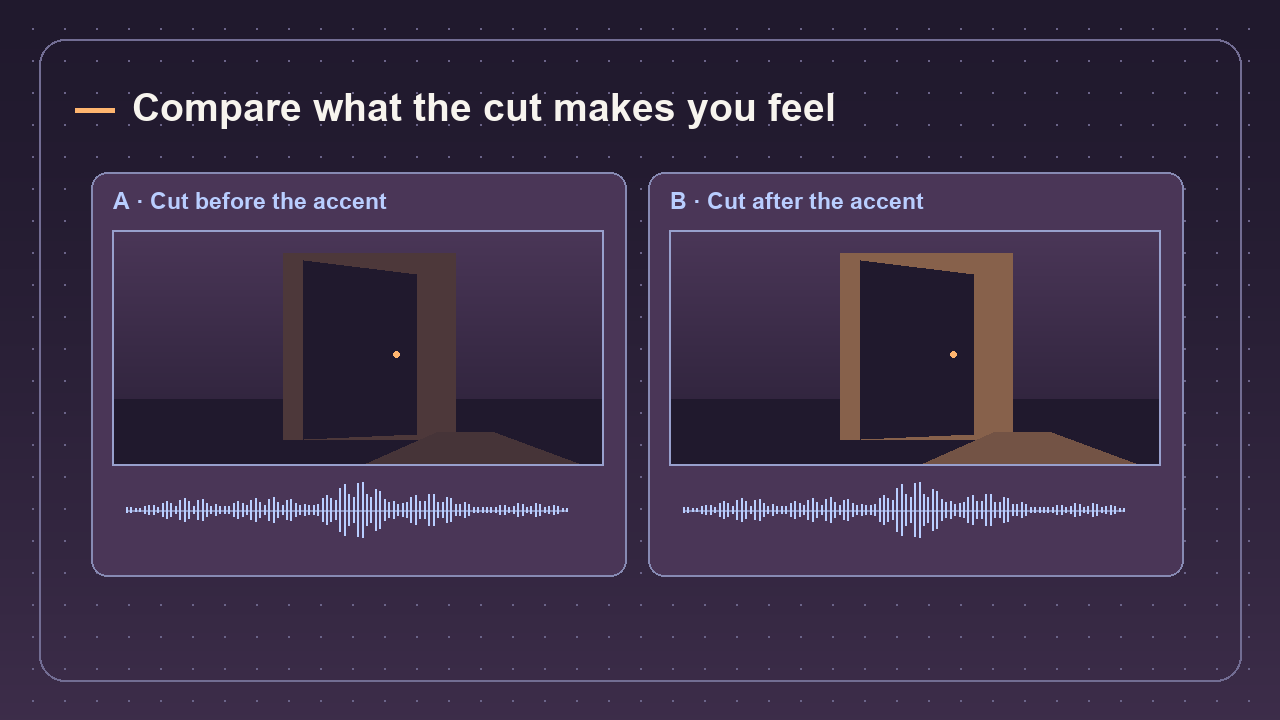 Compare what the cut makes you feel
A · Cut before the accent
B · Cut after the accent